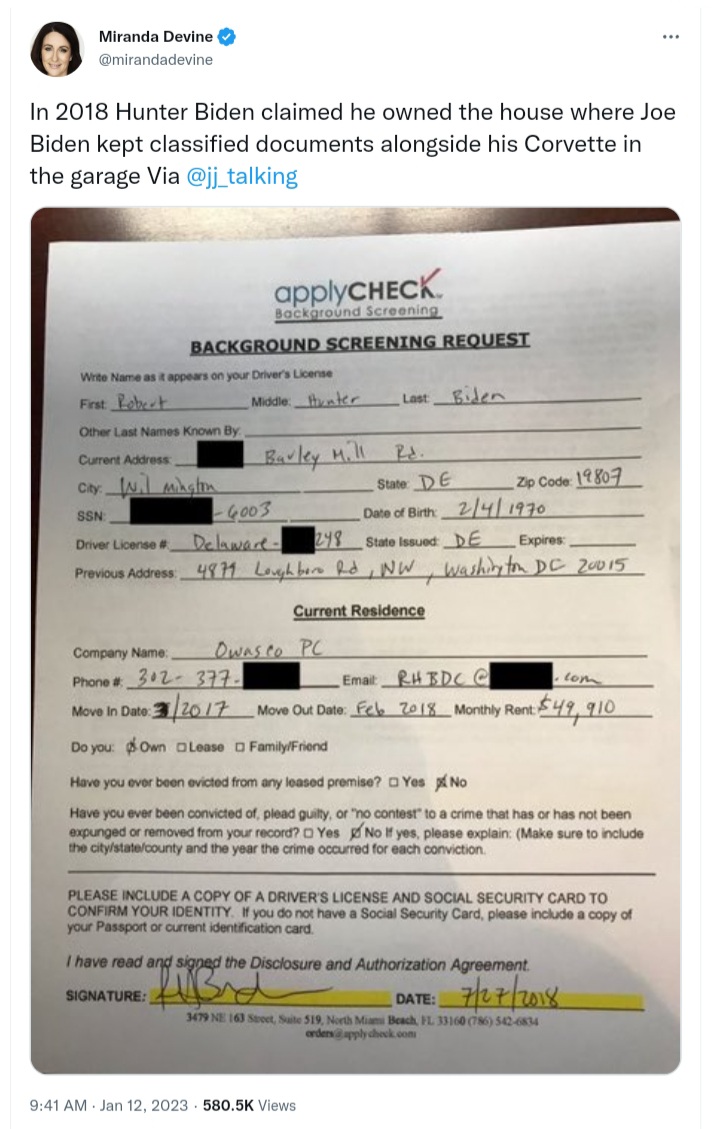 Miranda Devine
@mirandadevine
In 2018 Hunter Biden claimed he owned the house where Joe
Biden kept classified documents alongside his Corvette in
the garage Via @jj_talking
applyCHECK
Background Screening
BACKGROUND SCREENING REQUEST
Write Name as it appears on your Driver's License
First: Robert Middle: Hunter Last: Biden
Other Last Names Known By:
Current Address: Barley Mill Rd.
City: Wilmington State: DE Zip Code: 19807
SSN: -6003 Date of Birth: 2/4/1970
Driver License #: Delaware - 248 State Issued: DE Expires:
Previous Address: Loughboro Rd, NW, Washington DC 20015
Current Residence
Company Name: Owasco PC
Phone #: 302-377- Email: RHBDC@ .com
Move In Date: 3/2017 Move Out Date: Feb 2018 Monthly Rent: $49,910
Do you: Own Lease Family/Friend
Have you ever been evicted from any leased premise? Yes No
Have you ever been convicted of, plead guilty, or "no contest" to a crime that has or has not been
expunged or removed from your record? Yes No If yes, please explain: (Make sure to include
the city/state/county and the year the crime occurred for each conviction.
PLEASE INCLUDE A COPY OF A DRIVER'S LICENSE AND SOCIAL SECURITY CARD TO
CONFIRM YOUR IDENTITY. If you do not have a Social Security Card, please include a copy of
your Passport or current identification card.
I have read and signed the Disclosure and Authorization Agreement.
SIGNATURE: DATE: 7/27/2018
3479 NE 163 Street, Suite 519, North Miami Beach, FL 33160 (786) 542-6834
orders@applycheck.com
9:41 AM · Jan 12, 2023 · 580.5K Views